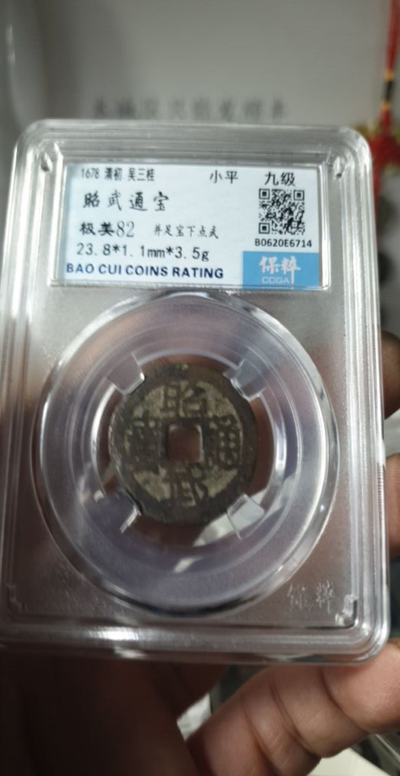 1678 清初 吴三桂
小平 九级
昭武通宝
极美82 并足宝下点武
23.8*1.1mm*3.5g
B0620E6714
BAO CUI COINS RATING
保粹
CCGA
昭武通寳
保粹